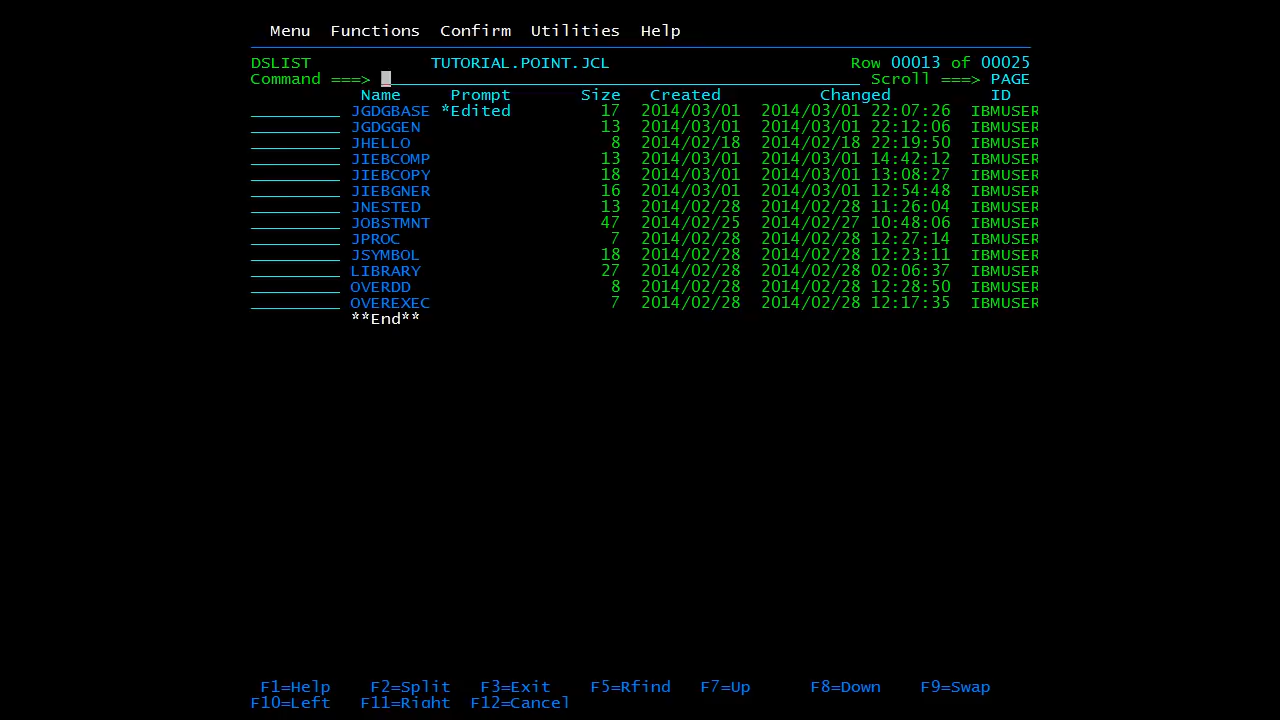 Menu Functions Confirm Utilities Help
DSLIST TUTORIAL.POINT.JCL Row 00013 of 00025
Command ===> Scroll ===> PAGE
Name Prompt Size Created Changed ID
JGDGBASE *Edited 17 2014/03/01 2014/03/01 22:07:26 IBMUSER
JGDGGEN 13 2014/03/01 2014/03/01 22:12:06 IBMUSER
JHELLO 8 2014/02/18 2014/02/18 22:19:50 IBMUSER
JIEBCOMP 13 2014/03/01 2014/03/01 14:42:12 IBMUSER
JIEBCOPY 18 2014/03/01 2014/03/01 13:08:27 IBMUSER
JIEBGNER 16 2014/03/01 2014/03/01 12:54:48 IBMUSER
JNESTED 13 2014/02/28 2014/02/28 11:26:04 IBMUSER
JOBSTMNT 47 2014/02/25 2014/02/27 10:48:06 IBMUSER
JPROC 7 2014/02/28 2014/02/28 12:27:14 IBMUSER
JSYMBOL 18 2014/02/28 2014/02/28 12:23:11 IBMUSER
LIBRARY 27 2014/02/28 2014/02/28 02:06:37 IBMUSER
OVERDD 8 2014/02/28 2014/02/28 12:28:50 IBMUSER
OVEREXEC 7 2014/02/28 2014/02/28 12:17:35 IBMUSER
**End**
F1=Help F2=Split F3=Exit F5=Rfind F7=Up F8=Down F9=Swap
F10=Left F11=Right F12=Cancel